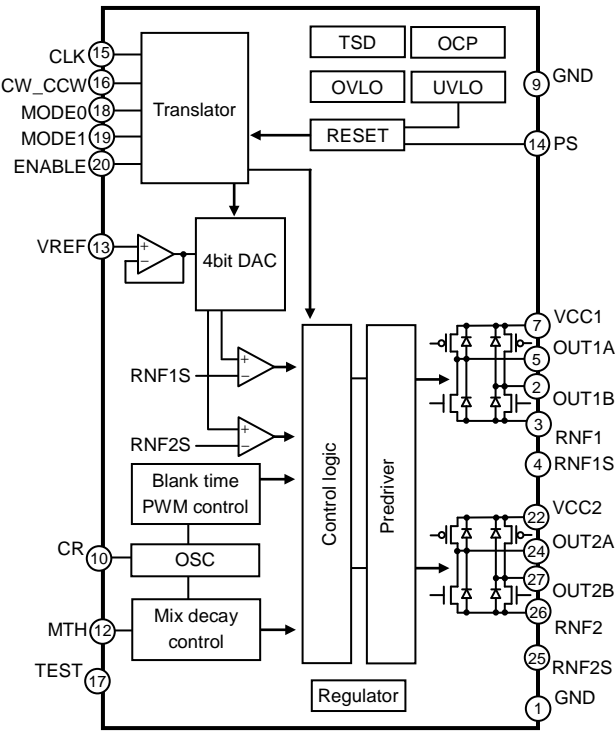 CLK 15
CW_CCW 16
MODE0 18
MODE1 19
ENABLE 20
Translator
TSD
OCP
OVLO
UVLO
RESET
9 GND
14 PS
VREF 13
+
−
4bit DAC
RNF1S
+
−
RNF2S
+
−
Blank time
PWM control
CR 10
OSC
MTH 12
Mix decay
control
TEST
17
Control logic
Predriver
Regulator
7 VCC1
5 OUT1A
2 OUT1B
3 RNF1
4 RNF1S
22 VCC2
24 OUT2A
27 OUT2B
26 RNF2
25 RNF2S
1 GND